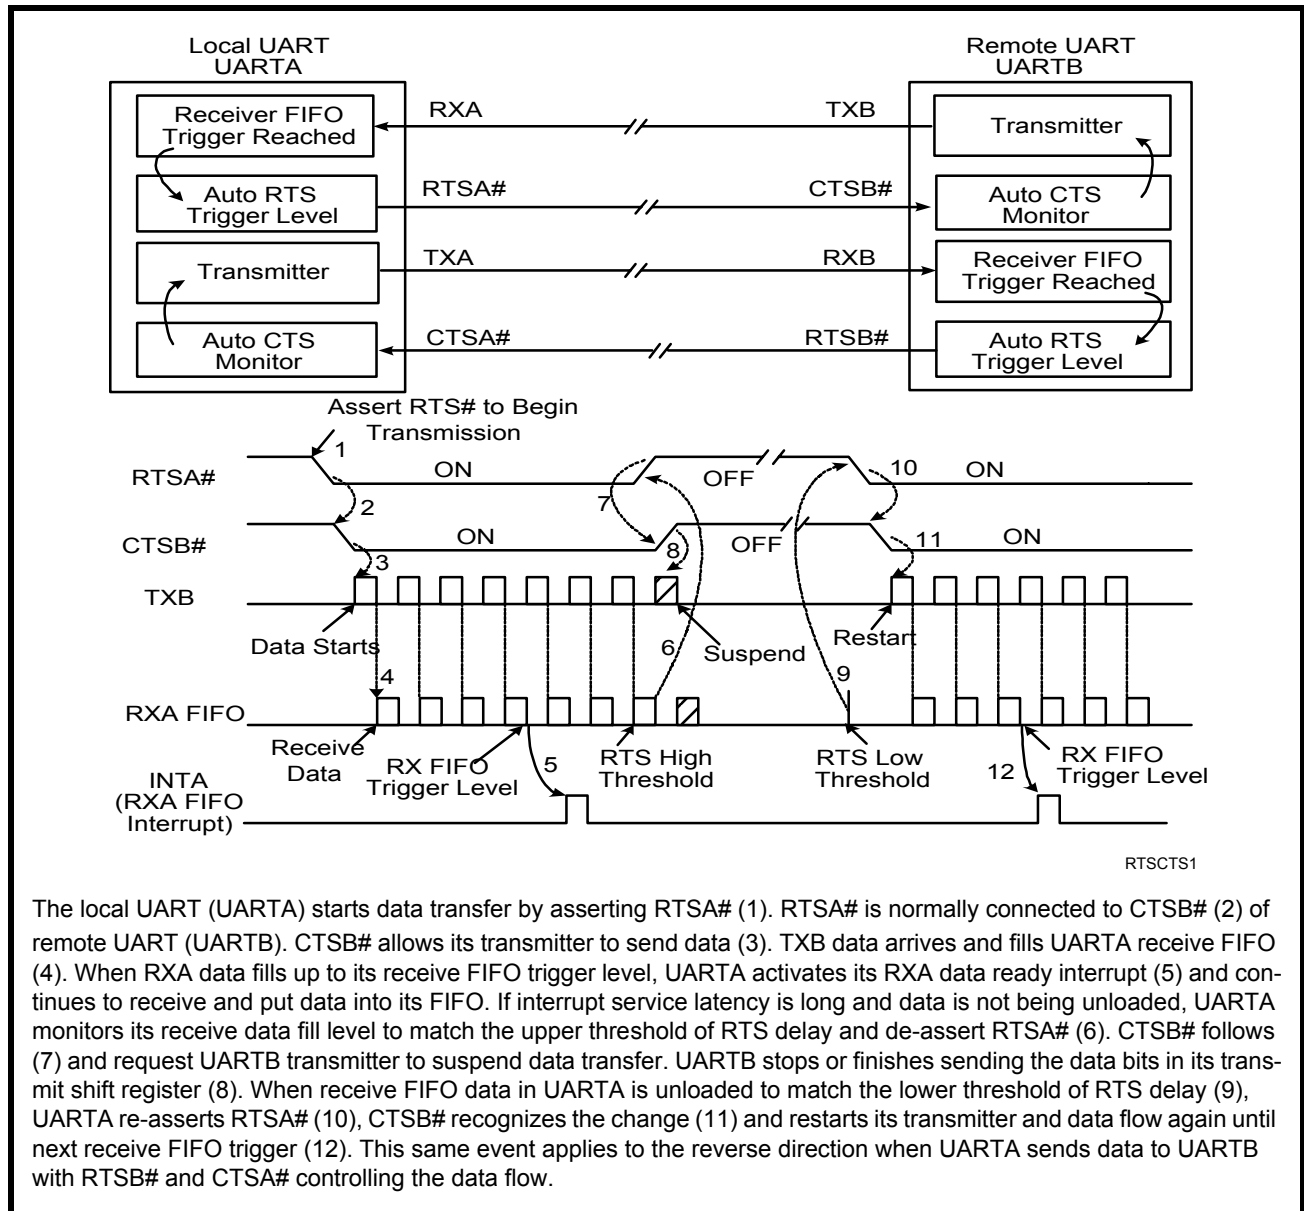 Local UART
UARTA
Remote UART
UARTB
Receiver FIFO
Trigger Reached
RXA
TXB
Transmitter
Auto RTS
Trigger Level
RTSA#
CTSB#
Auto CTS
Monitor
Transmitter
TXA
RXB
Receiver FIFO
Trigger Reached
Auto CTS
Monitor
CTSA#
RTSB#
Auto RTS
Trigger Level
Assert RTS# to Begin
Transmission
1
RTSA#
ON
OFF
10
ON
2
7
CTSB#
ON
8
OFF
11
ON
3
TXB
Data Starts
6
Suspend
Restart
4
9
RXA FIFO
Receive
Data
RX FIFO
Trigger Level
5
RTS High
Threshold
RTS Low
Threshold
12
RX FIFO
Trigger Level
INTA
(RXA FIFO
Interrupt)
RTSCTS1
The local UART (UARTA) starts data transfer by asserting RTSA# (1). RTSA# is normally connected to CTSB# (2) of
remote UART (UARTB). CTSB# allows its transmitter to send data (3). TXB data arrives and fills UARTA receive FIFO
(4). When RXA data fills up to its receive FIFO trigger level, UARTA activates its RXA data ready interrupt (5) and con-
tinues to receive and put data into its FIFO. If interrupt service latency is long and data is not being unloaded, UARTA
monitors its receive data fill level to match the upper threshold of RTS delay and de-assert RTSA# (6). CTSB# follows
(7) and request UARTB transmitter to suspend data transfer. UARTB stops or finishes sending the data bits in its trans-
mit shift register (8). When receive FIFO data in UARTA is unloaded to match the lower threshold of RTS delay (9),
UARTA re-asserts RTSA# (10), CTSB# recognizes the change (11) and restarts its transmitter and data flow again until
next receive FIFO trigger (12). This same event applies to the reverse direction when UARTA sends data to UARTB
with RTSB# and CTSA# controlling the data flow.